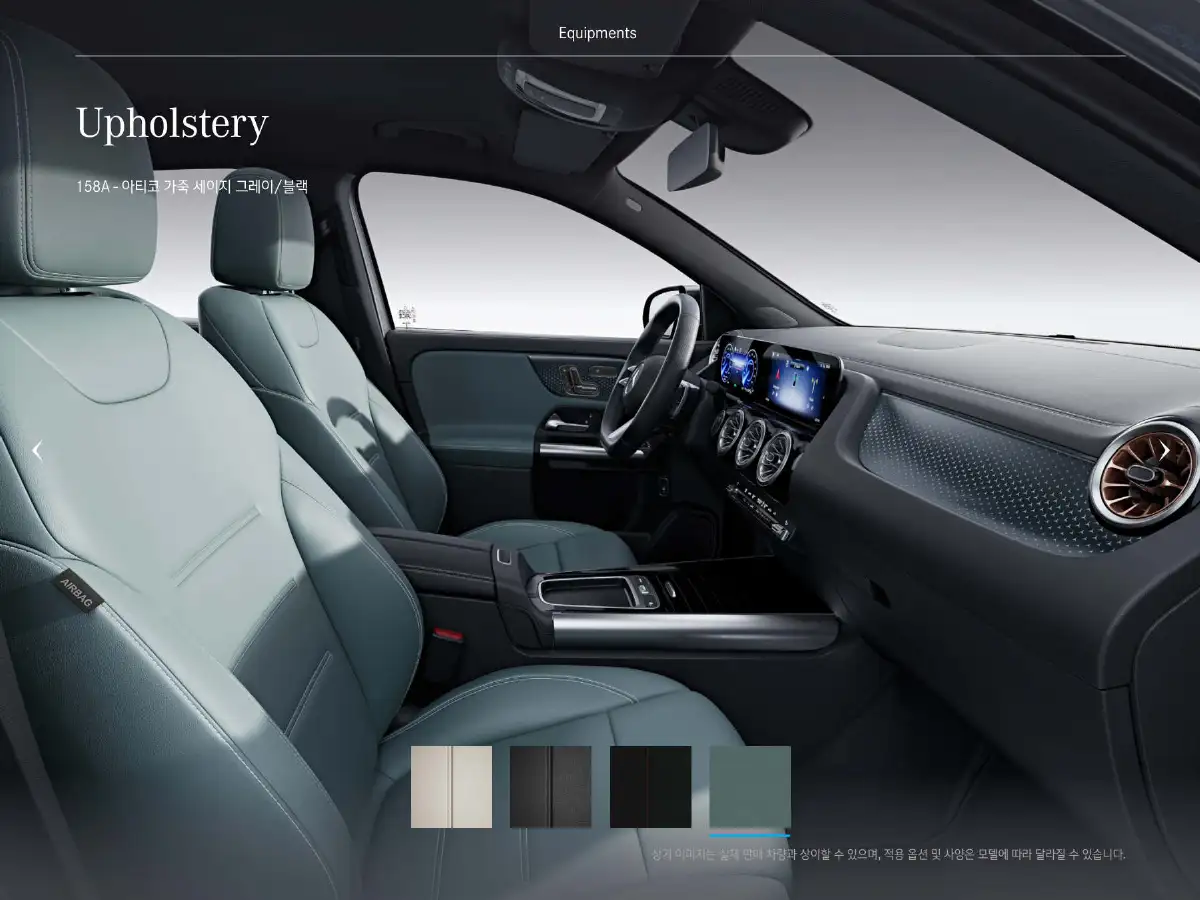 Equipments
Upholstery
158A - 아티코 가죽 세이지 그레이/블랙
AIRBAG
상기 이미지는 실제 판매 차량과 상이할 수 있으며, 적용 옵션 및 사양은 모델에 따라 달라질 수 있습니다.